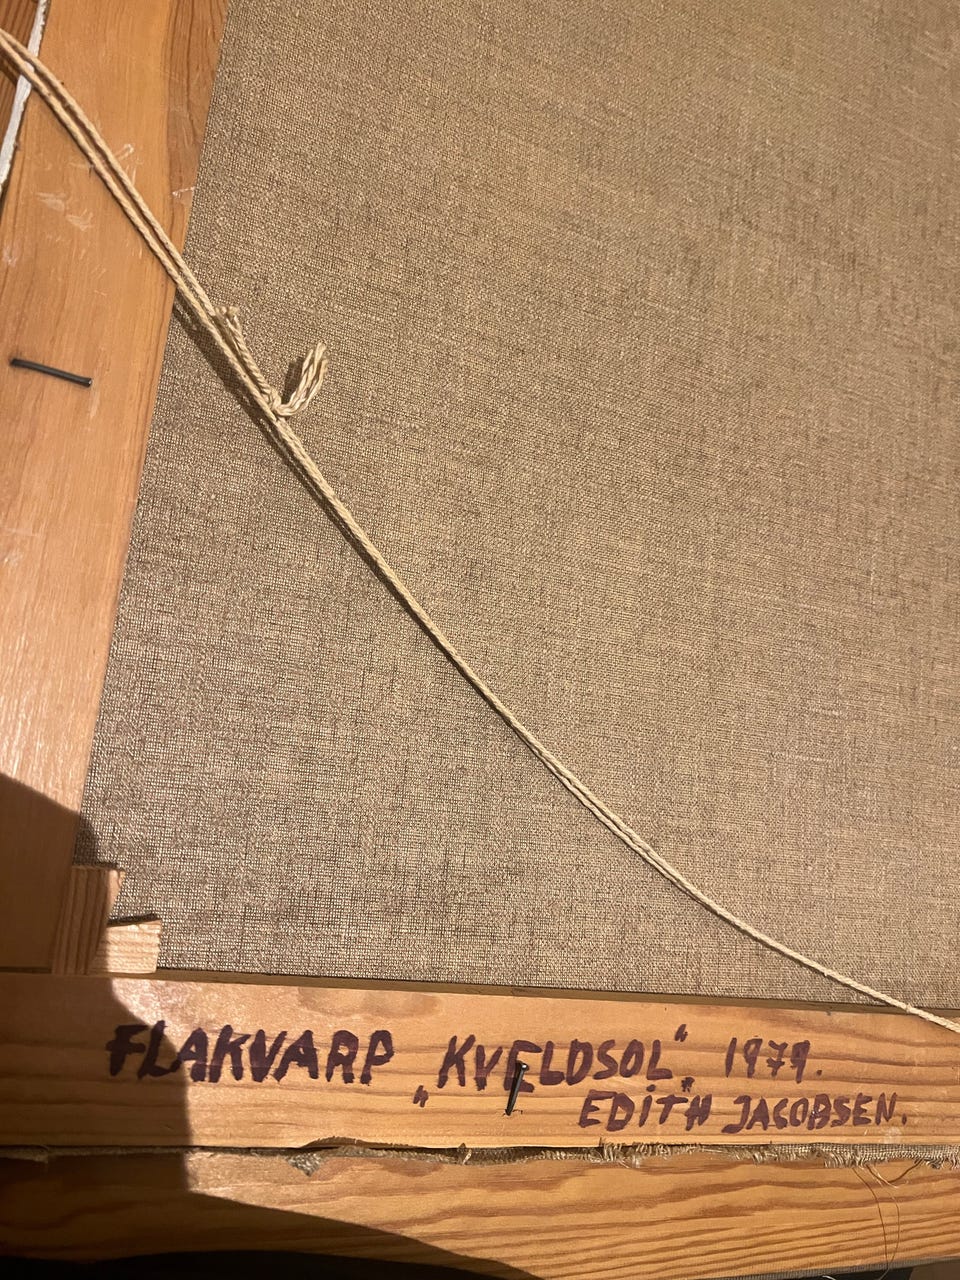 FLAKVARP „KVELDSOL" 1979.
EDITH JACOBSEN.